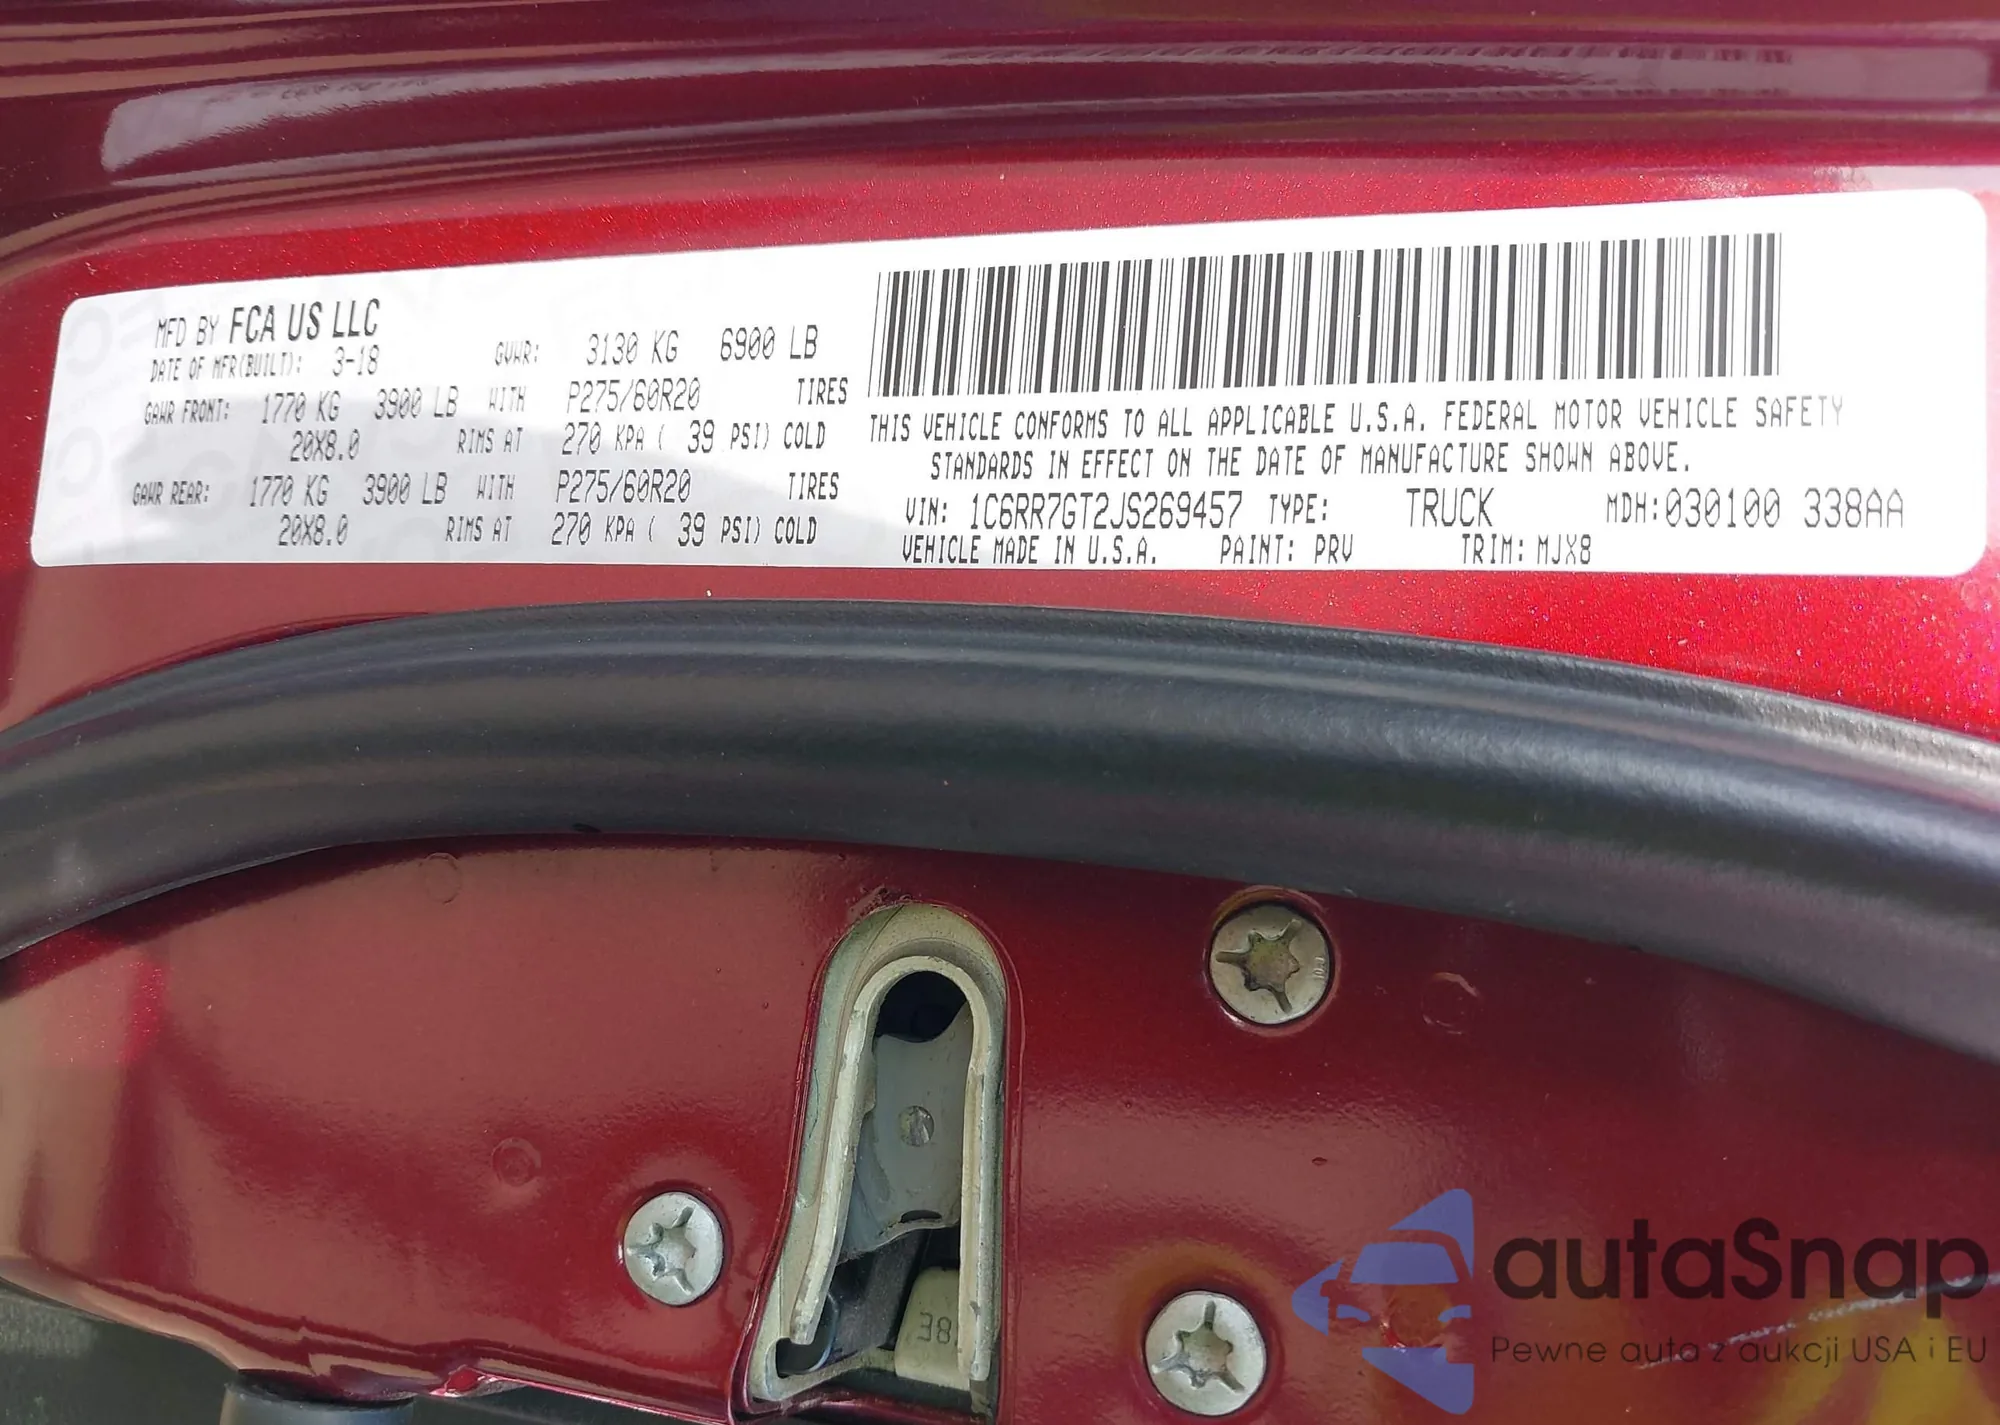 MFD BY FCA US LLC
DATE OF MFR(BUILT): 3-18 GVWR: 3130 KG 6900 LB
GAWR FRONT: 1770 KG 3900 LB WITH P275/60R20 TIRES
20X8.0 RIMS AT 270 KPA ( 39 PSI) COLD
GAWR REAR: 1770 KG 3900 LB WITH P275/60R20 TIRES
20X8.0 RIMS AT 270 KPA ( 39 PSI) COLD
THIS VEHICLE CONFORMS TO ALL APPLICABLE U.S.A. FEDERAL MOTOR VEHICLE SAFETY
STANDARDS IN EFFECT ON THE DATE OF MANUFACTURE SHOWN ABOVE.
VIN: 1C6RR7GT2JS269457 TYPE: TRUCK MDH:030100 338AA
VEHICLE MADE IN U.S.A. PAINT: PRV TRIM: MJX8
38
autaSnap
Pewne auta z aukcji USA i EU